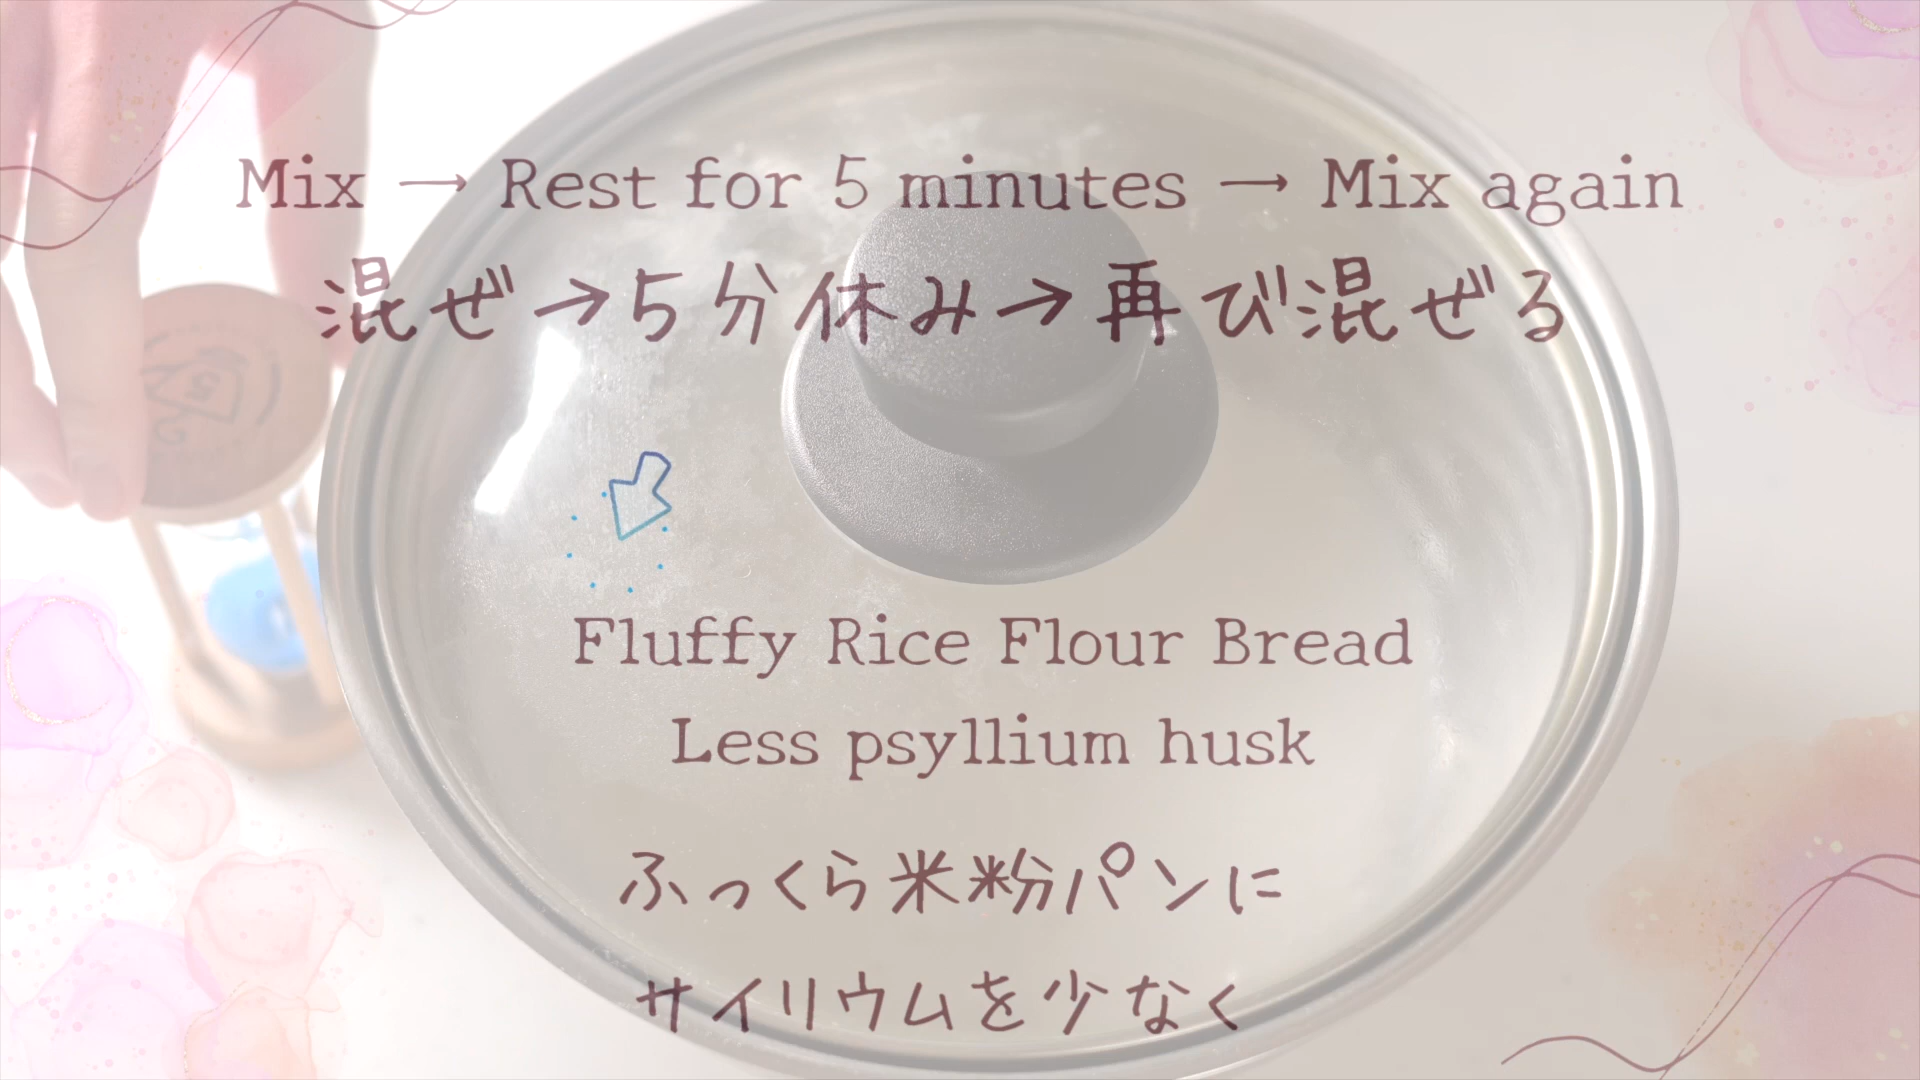 Mix → Rest for 5 minutes → Mix again
混ぜ→5分休み→再び混ぜる
Fluffy Rice Flour Bread
Less psyllium husk
ふっくら米粉パンに
サイリウムを少なく